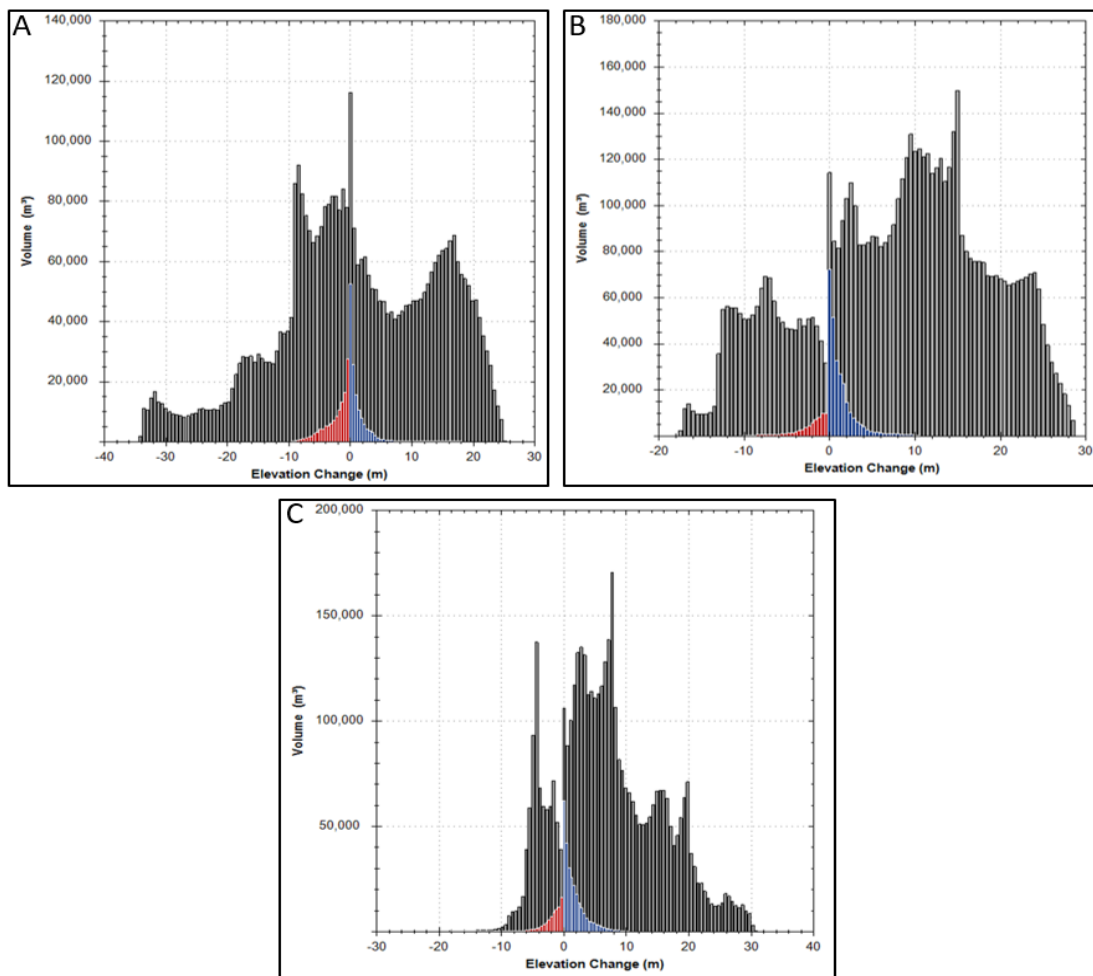 A
140,000
120,000
100,000
80,000
60,000
40,000
20,000
Volume (m³)
-40 -30 -20 -10 0 10 20 30
Elevation Change (m)
B
180,000
160,000
140,000
120,000
100,000
80,000
60,000
40,000
20,000
Volume (m³)
-20 -10 0 10 20 30
Elevation Change (m)
C
200,000
150,000
100,000
50,000
Volume (m³)
-30 -20 -10 0 10 20 30 40
Elevation Change (m)